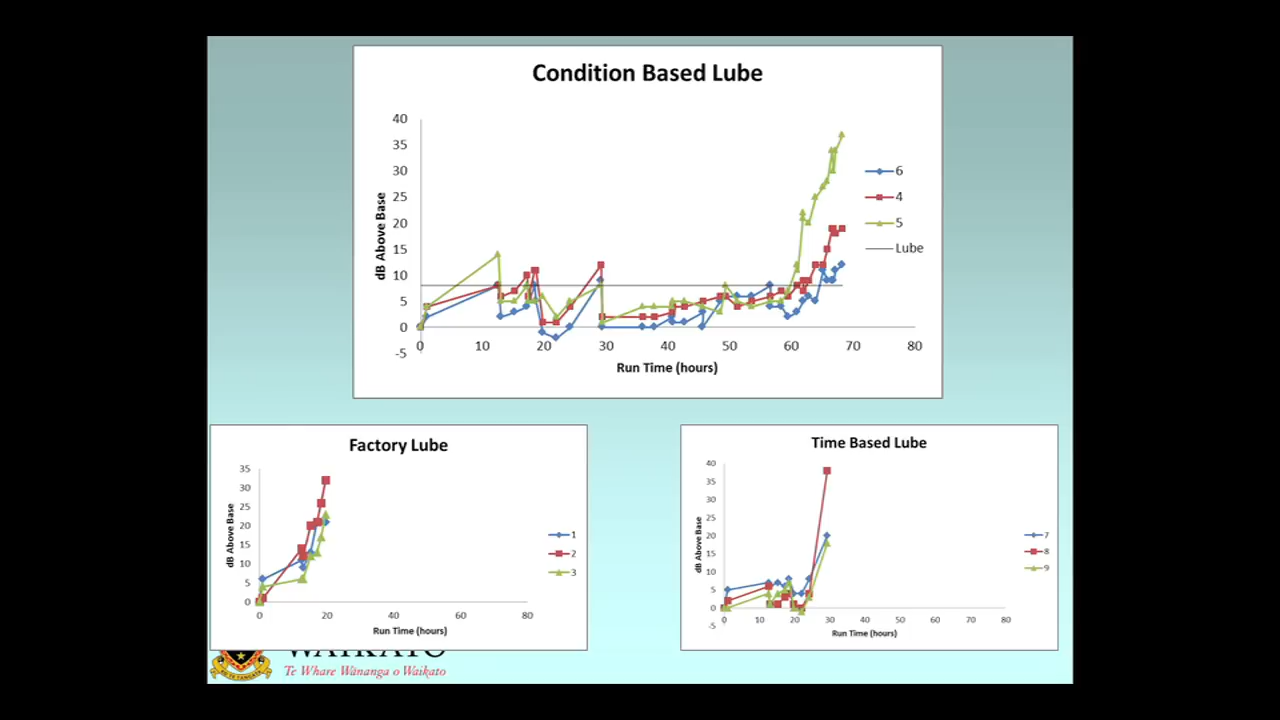 Condition Based Lube
40
35
30
25
20
15
10
5
0
-5
dB Above Base
0 10 20 30 40 50 60 70 80
Run Time (hours)
6
4
5
Lube
Factory Lube
35
30
25
20
15
10
5
0
dB Above Base
0 20 40 60 80
Run Time (hours)
1
2
3
Time Based Lube
40
35
30
25
20
15
10
5
0
-5
dB Above Base
0 10 20 30 40 50 60 70 80
Run Time (hours)
7
8
9
WAIKATO
Te Whare Wānanga o Waikato
KO TE TANGATA